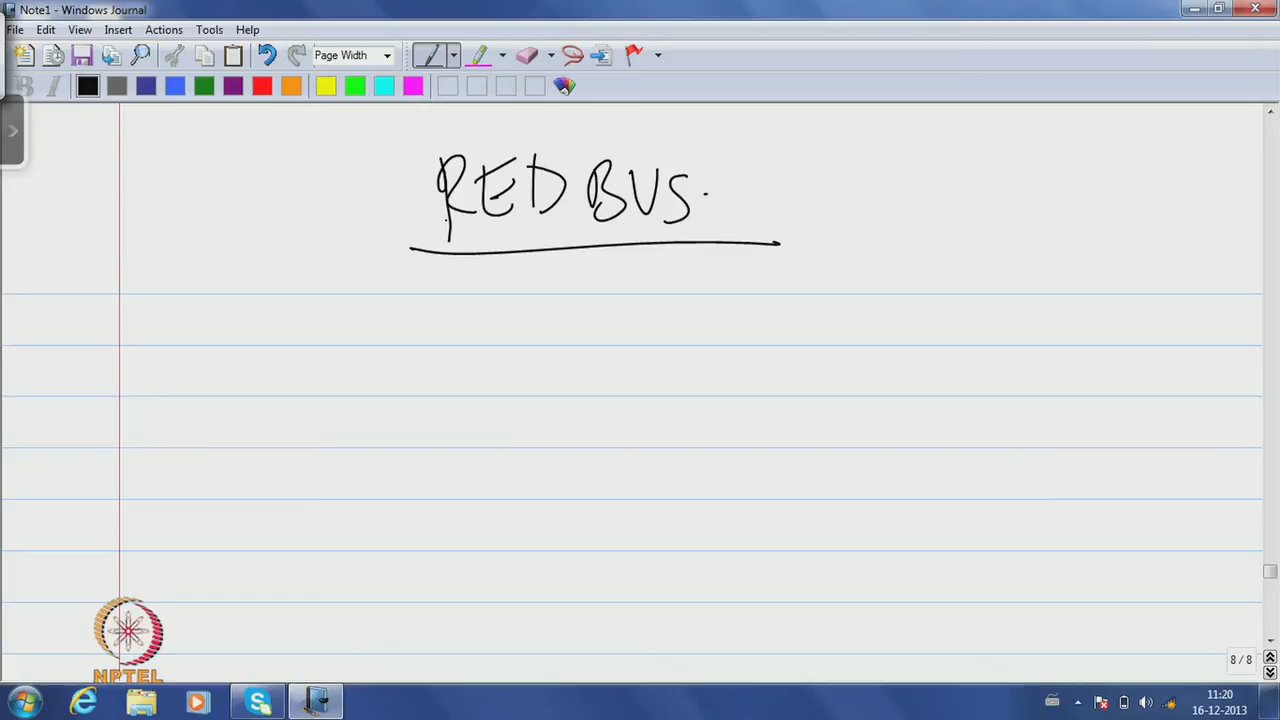 Note1 - Windows Journal
File Edit View Insert Actions Tools Help
Page Width
B I
RED BUS.
NPTEL
8 / 8
11:20
16-12-2013